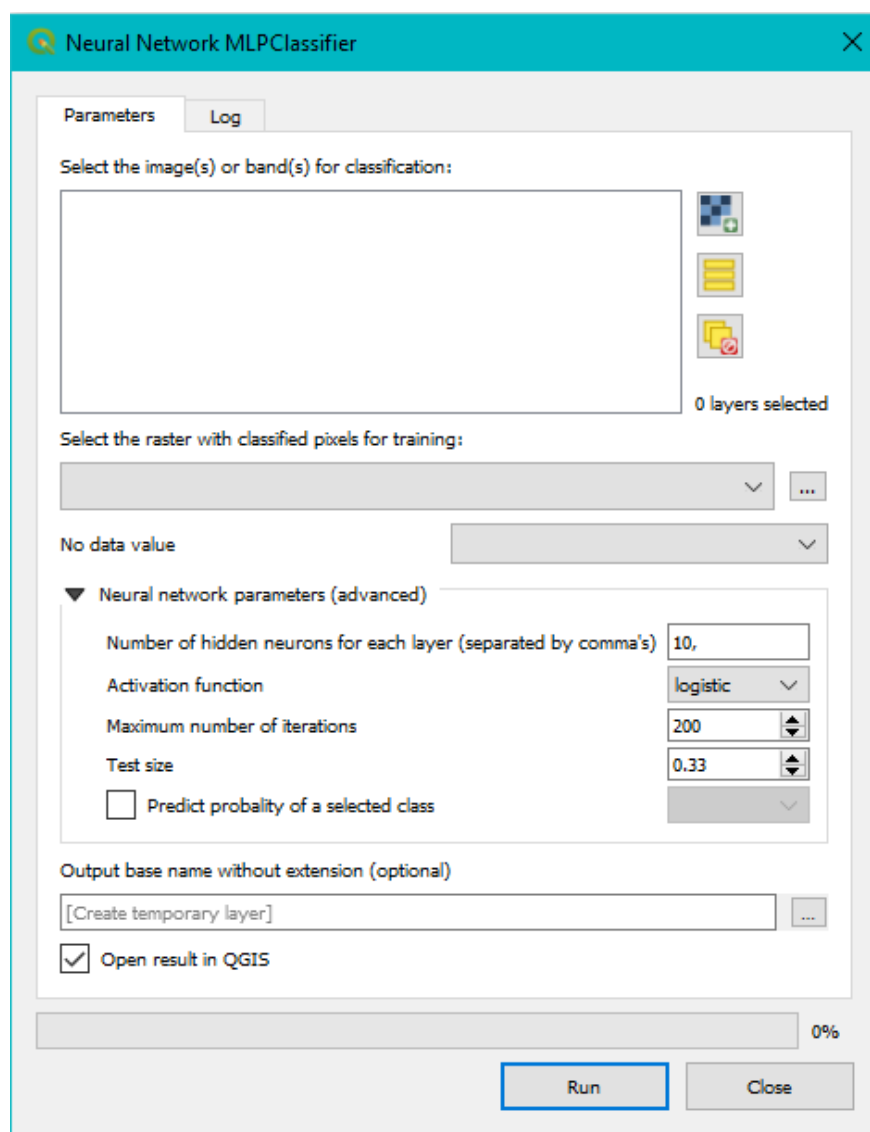 Neural Network MLPClassifier
Parameters
Log
Select the image(s) or band(s) for classification:
0 layers selected
Select the raster with classified pixels for training:
...
No data value
Neural network parameters (advanced)
Number of hidden neurons for each layer (separated by comma's) 10,
Activation function logistic
Maximum number of iterations 200
Test size 0.33
Predict probality of a selected class
Output base name without extension (optional)
[Create temporary layer] ...
Open result in QGIS
0%
Run
Close